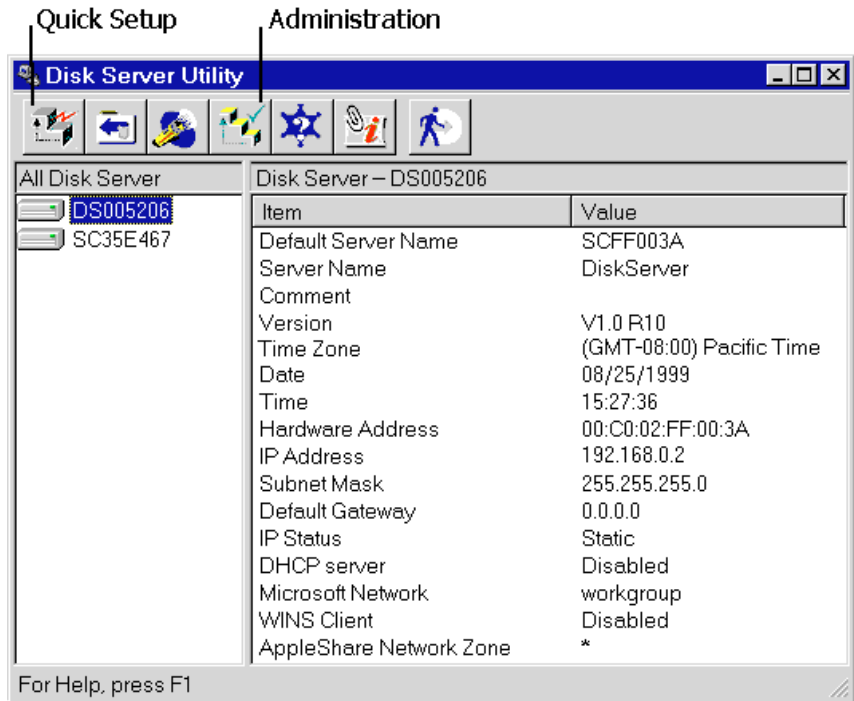 Quick Setup Administration
Disk Server Utility
All Disk Server Disk Server – DS005206
DS005206
SC35E467
Item Value
Default Server Name SCFF003A
Server Name DiskServer
Comment
Version V1.0 R10
Time Zone (GMT-08:00) Pacific Time
Date 08/25/1999
Time 15:27:36
Hardware Address 00:C0:02:FF:00:3A
IP Address 192.168.0.2
Subnet Mask 255.255.255.0
Default Gateway 0.0.0.0
IP Status Static
DHCP server Disabled
Microsoft Network workgroup
WINS Client Disabled
AppleShare Network Zone *
For Help, press F1